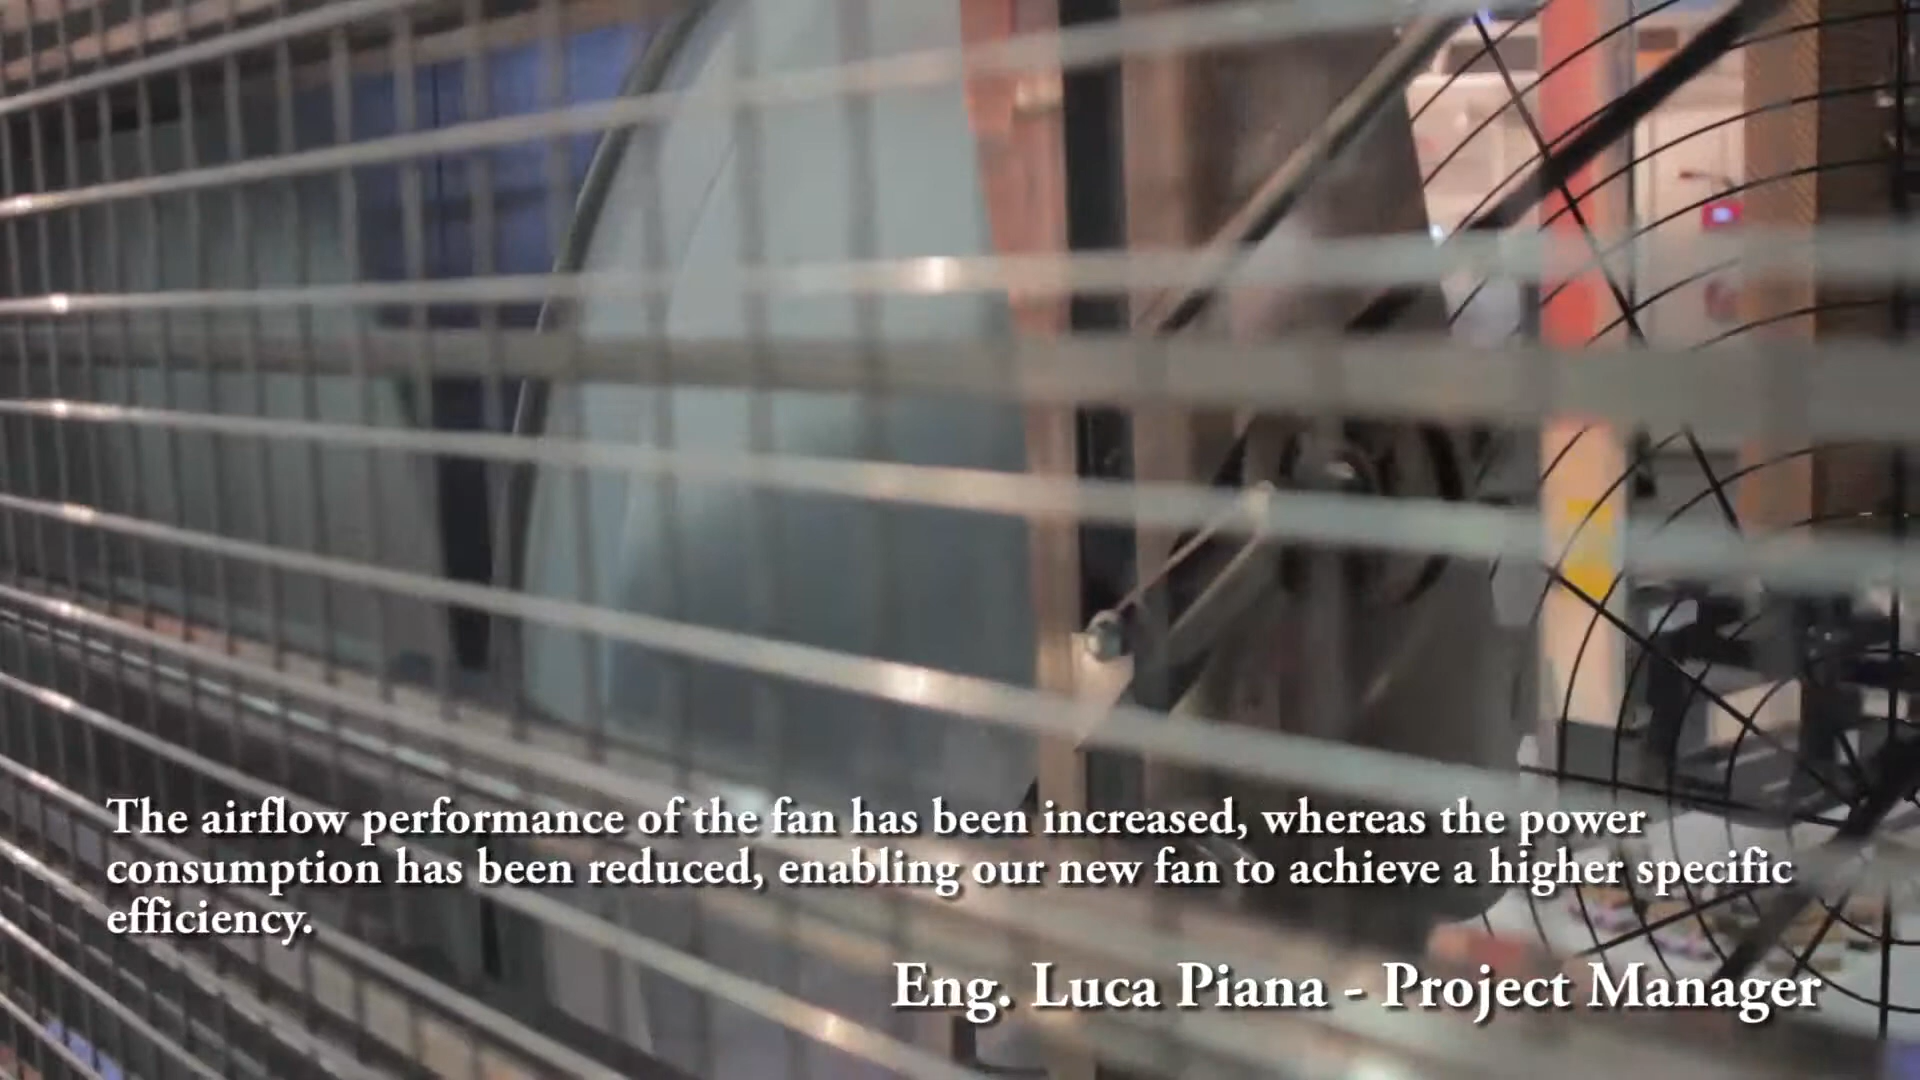 The airflow performance of the fan has been increased, whereas the power
consumption has been reduced, enabling our new fan to achieve a higher specific
efficiency.
Eng. Luca Piana - Project Manager